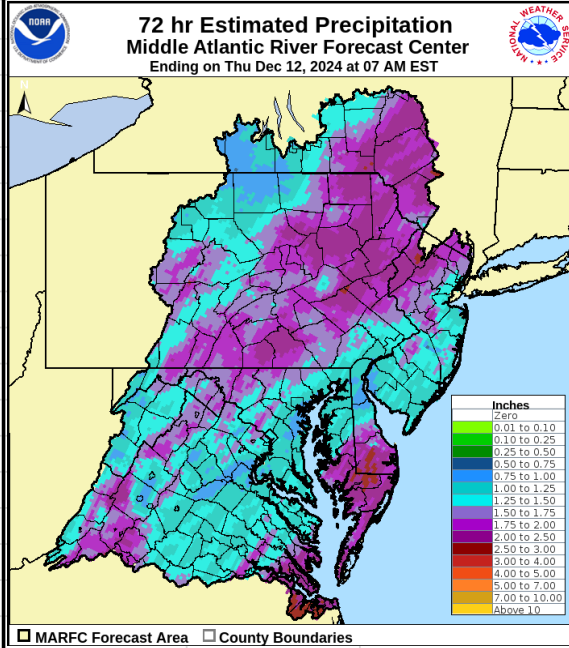 72 hr Estimated Precipitation
Middle Atlantic River Forecast Center
Ending on Thu Dec 12, 2024 at 07 AM EST
NOAA
NATIONAL WEATHER SERVICE
N
Inches
Zero
0.01 to 0.10
0.10 to 0.25
0.25 to 0.50
0.50 to 0.75
0.75 to 1.00
1.00 to 1.25
1.25 to 1.50
1.50 to 1.75
1.75 to 2.00
2.00 to 2.50
2.50 to 3.00
3.00 to 4.00
4.00 to 5.00
5.00 to 7.00
7.00 to 10.00
Above 10
MARFC Forecast Area County Boundaries